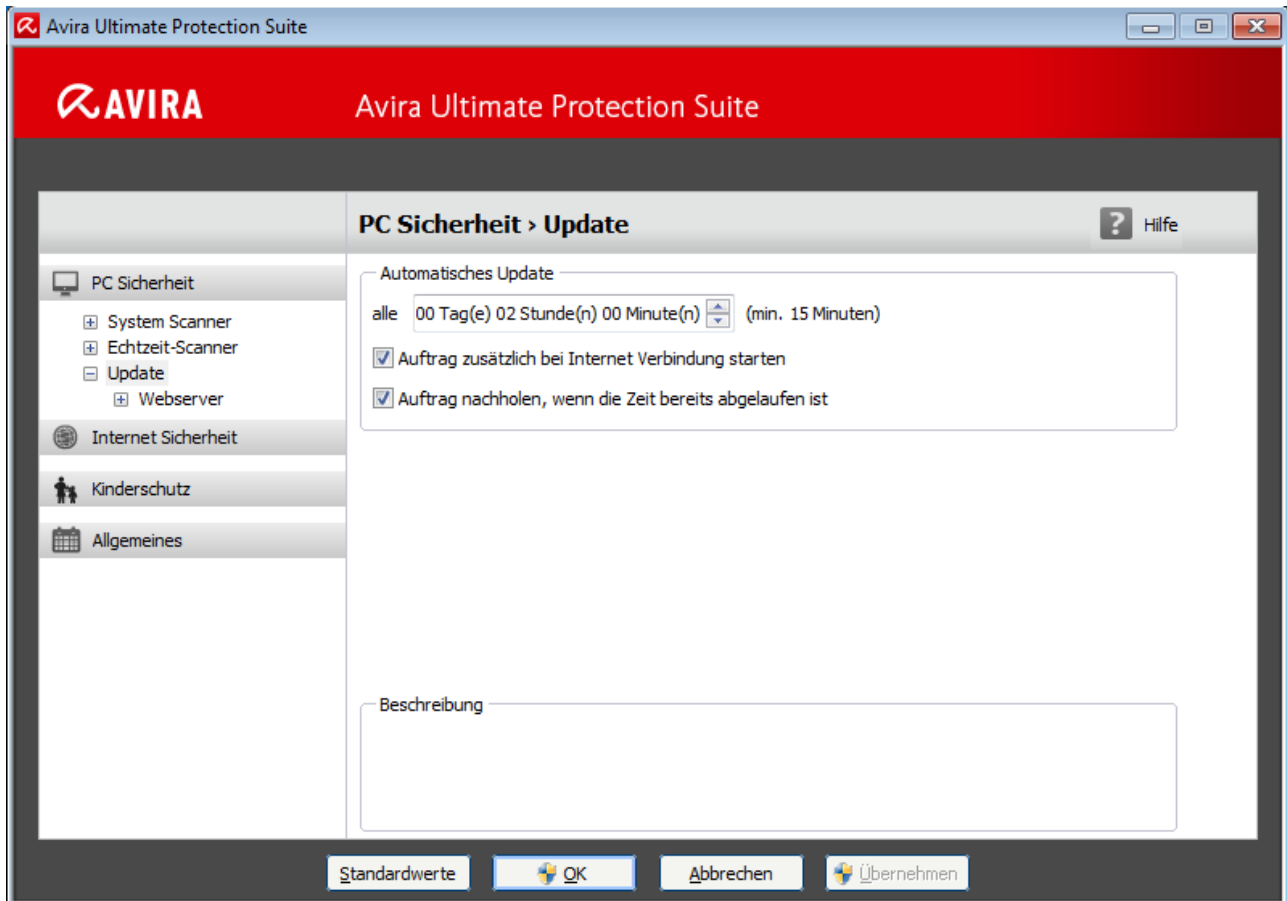 Avira Ultimate Protection Suite
AVIRA
Avira Ultimate Protection Suite
PC Sicherheit › Update
? Hilfe
PC Sicherheit
System Scanner
Echtzeit-Scanner
Update
Webserver
Internet Sicherheit
Kinderschutz
Allgemeines
Automatisches Update
alle 00 Tag(e) 02 Stunde(n) 00 Minute(n) (min. 15 Minuten)
Auftrag zusätzlich bei Internet Verbindung starten
Auftrag nachholen, wenn die Zeit bereits abgelaufen ist
Beschreibung
Standardwerte OK Abbrechen Übernehmen